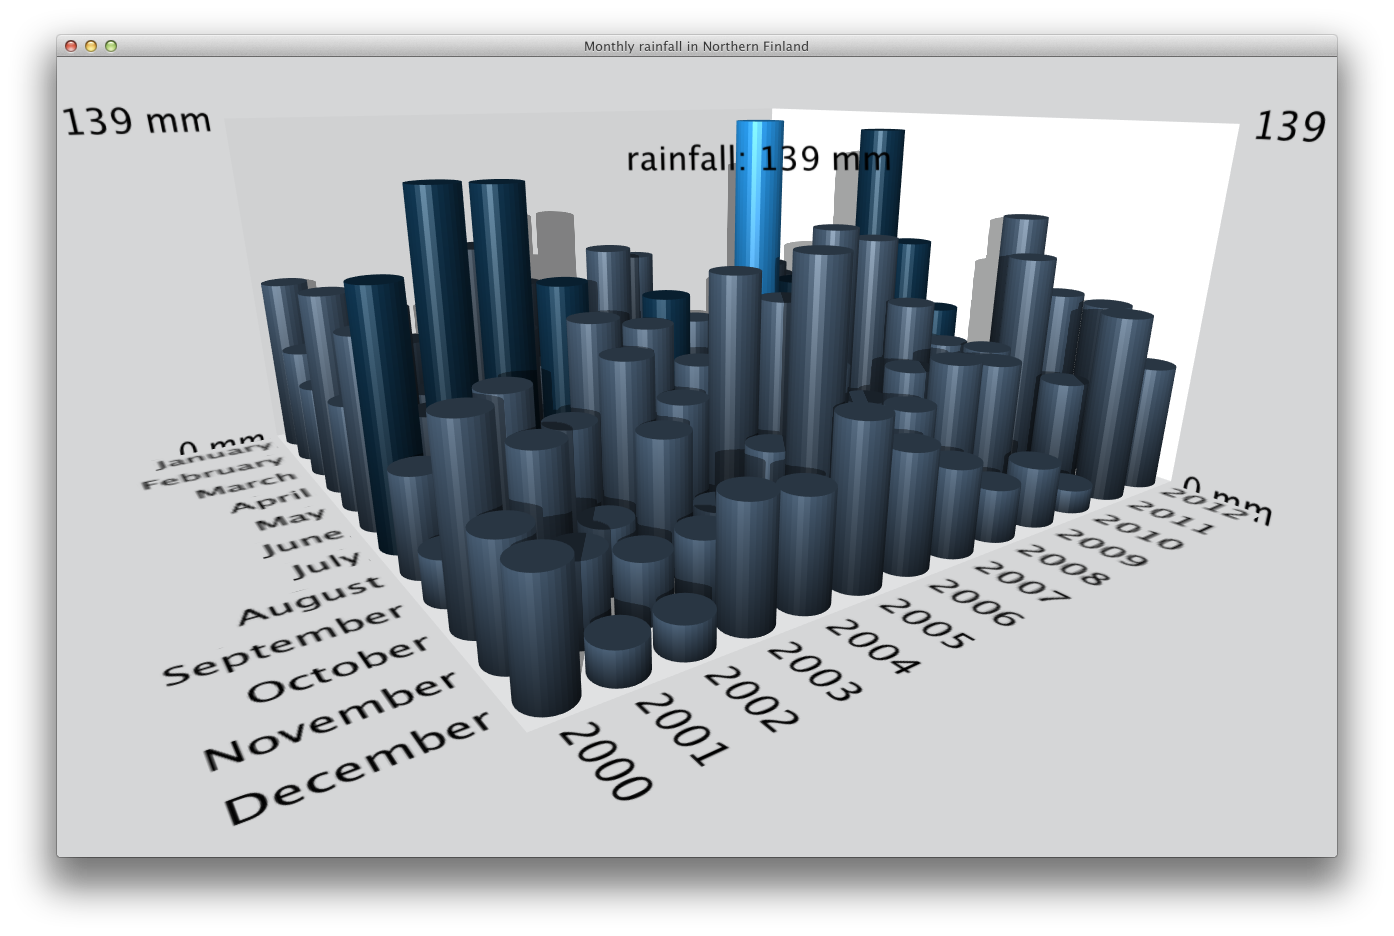 Monthly rainfall in Northern Finland
139 mm
139
rainfall: 139 mm
0 mm
January
February
March
April
May
June
July
August
September
October
November
December
0 mm
2012
2011
2010
2009
2008
2007
2006
2005
2004
2003
2002
2001
2000